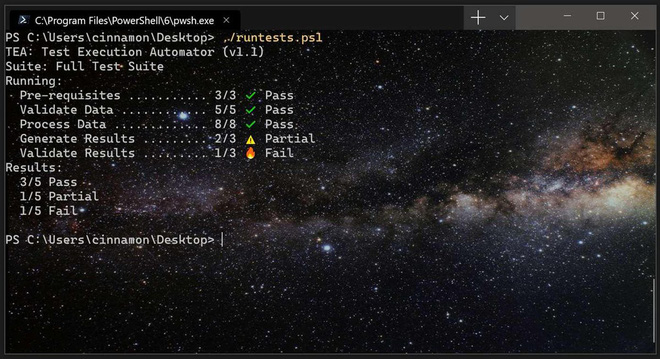 C:\Program Files\PowerShell\6\pwsh.exe
PS C:\Users\cinnamon\Desktop> ./runtests.ps1
TEA: Test Execution Automator (v1.1)
Suite: Full Test Suite
Running:
Pre-requisites .......... 3/3 ✔ Pass
Validate Data ........... 5/5 ✔ Pass
Process Data ............ 8/8 ✔ Pass
Generate Results ........ 2/3 ⚠ Partial
Validate Results ........ 1/3 🔥 Fail
Results:
3/5 Pass
1/5 Partial
1/5 Fail
PS C:\Users\cinnamon\Desktop>